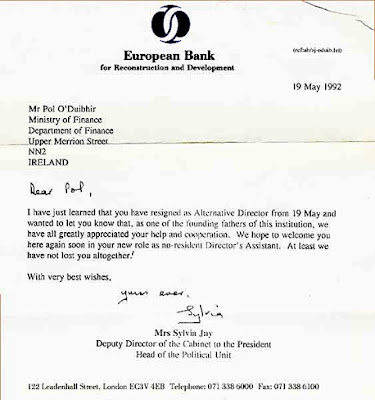 European Bank
for Reconstruction and Development
19 May 1992
Mr Pol O'Duibhir
Ministry of Finance
Department of Finance
Upper Merrion Street
NN2
IRELAND
Dear Pol,
I have just learned that you have resigned as Alternative Director from 19 May and
wanted to let you know that, as one of the founding fathers of this institution, we
have all greatly appreciated your help and cooperation. We hope to welcome you
here again soon in your new role as no-resident Director's Assistant. At least we
have not lost you altogether!
With very best wishes,
yours ever,
Sylvia
Mrs Sylvin Jay
Deputy Director of the Cabinet to the President
Head of the Political Unit
122 Leadenhall Street, London EC3V 4EB Telephone: 071 338 6000 Fax: 071 338 6100